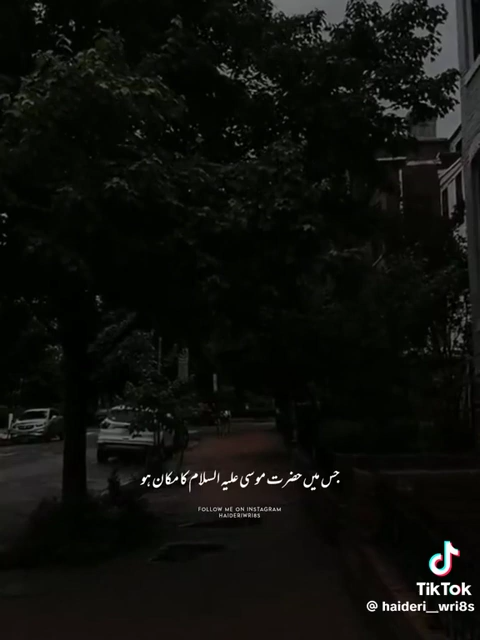 جس میں حضرت موسی علیہ السلام کا مکان ہو
FOLLOW ME ON INSTAGRAM
HAIDERIWRI8S
TikTok
@ haideri__wri8s